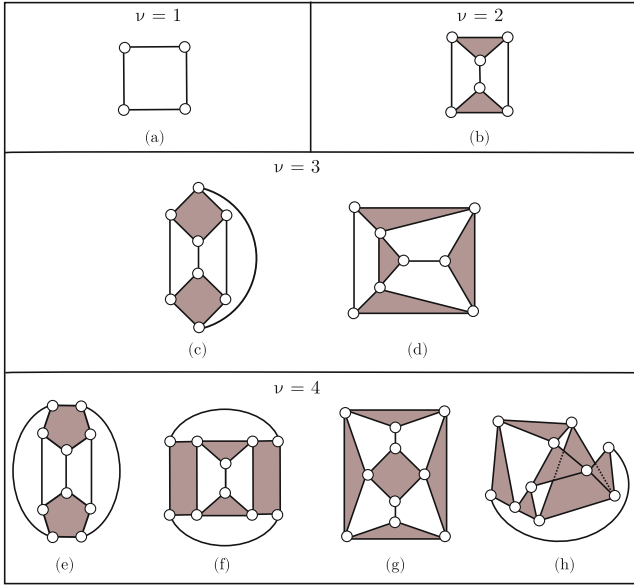 ν = 1
ν = 2
(a)
(b)
ν = 3
(c)
(d)
ν = 4
(e)
(f)
(g)
(h)